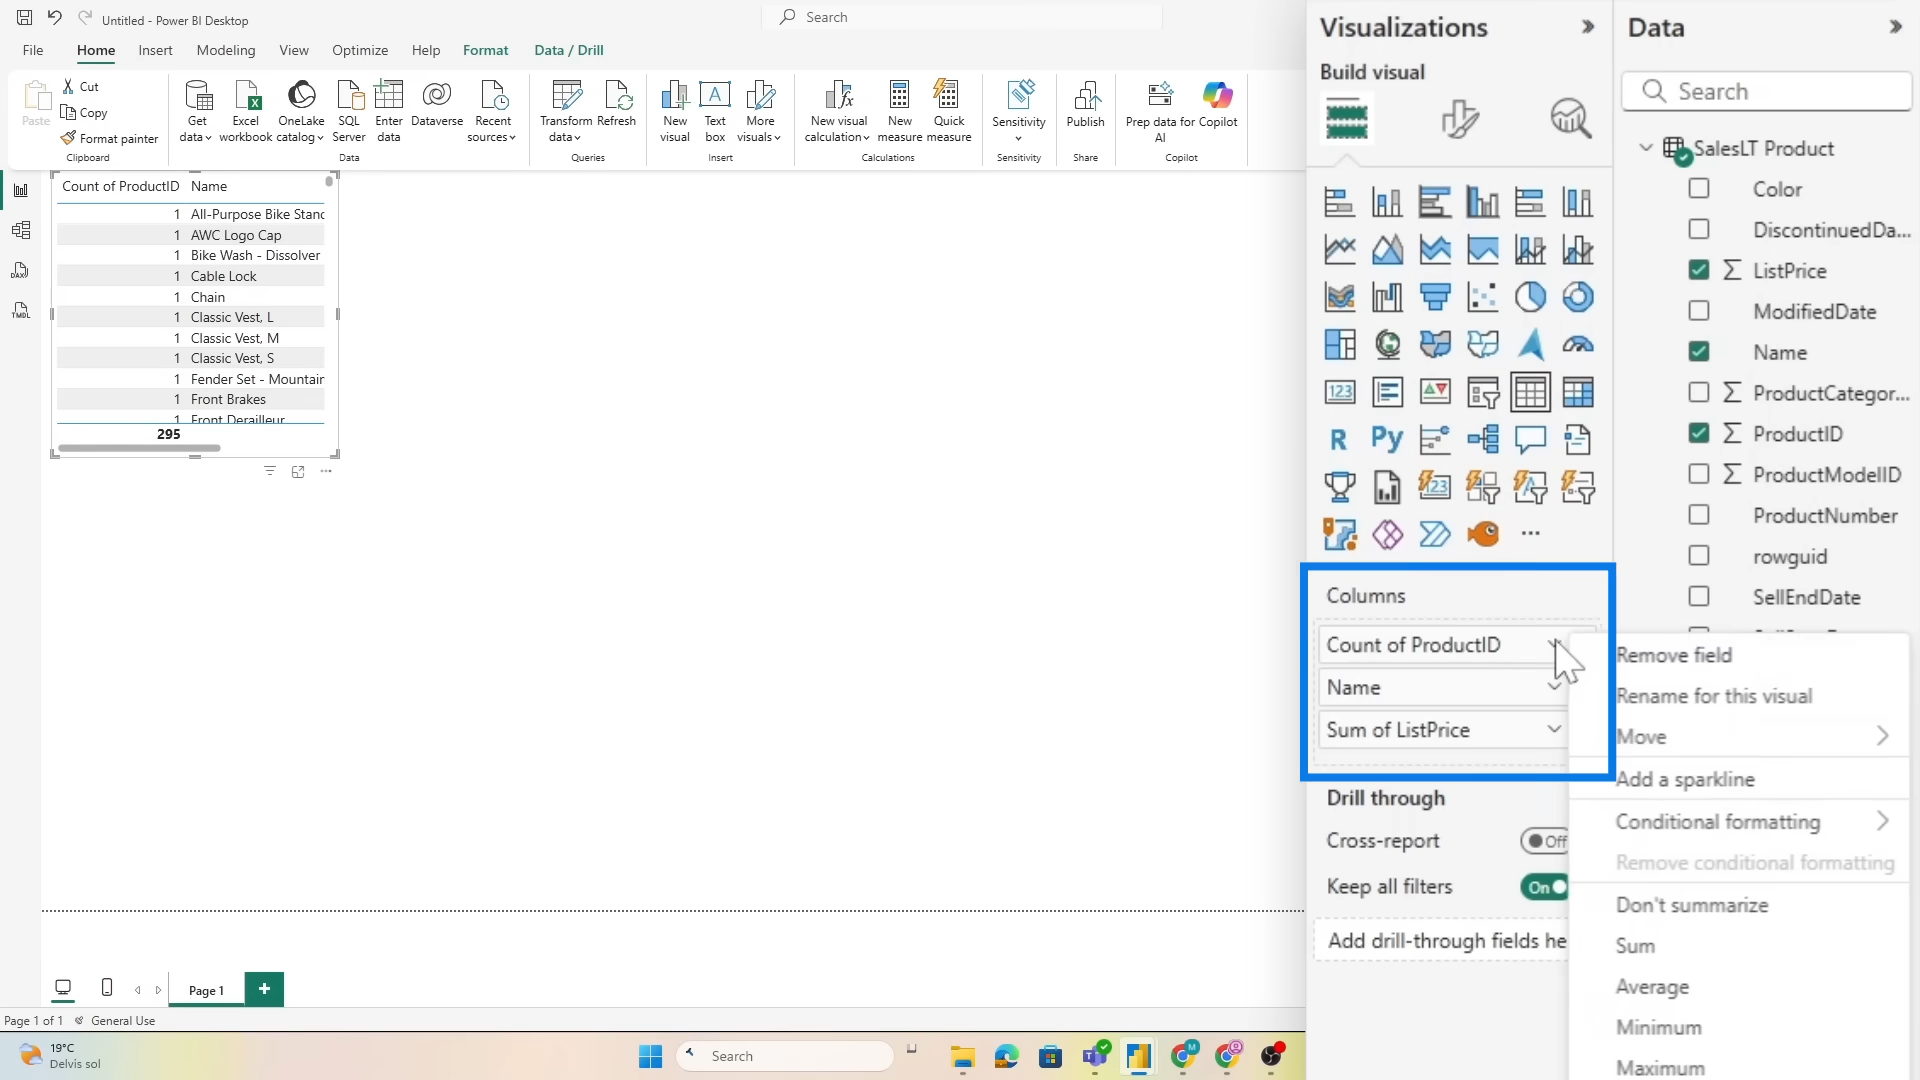 Untitled - Power BI Desktop
Search
File Home Insert Modeling View Optimize Help Format Data / Drill
Paste
Cut
Copy
Format painter
Clipboard
Get data
Excel workbook
OneLake catalog
SQL Server
Enter data
Dataverse
Recent sources
Data
Transform data
Refresh
Queries
New visual
Text box
More visuals
Insert
New visual calculation
New measure
Quick measure
Calculations
Sensitivity
Sensitivity
Publish
Share
Prep data for AI
Copilot
Copilot
DAX
TMDL
Count of ProductID Name
1 All-Purpose Bike Stand
1 AWC Logo Cap
1 Bike Wash - Dissolver
1 Cable Lock
1 Chain
1 Classic Vest, L
1 Classic Vest, M
1 Classic Vest, S
1 Fender Set - Mountain
1 Front Brakes
1 Front Derailleur
295
Page 1
Page 1 of 1 General Use
Visualizations
Build visual
123
R Py
123
Columns
Count of ProductID
Name
Sum of ListPrice
Drill through
Cross-report Off
Keep all filters On
Add drill-through fields he
Data
Search
SalesLT Product
Color
DiscontinuedDa...
ListPrice
ModifiedDate
Name
ProductCategor...
ProductID
ProductModelID
ProductNumber
rowguid
SellEndDate
Remove field
Rename for this visual
Move
Add a sparkline
Conditional formatting
Remove conditional formatting
Don't summarize
Sum
Average
Minimum
Maximum
19°C
Delvis sol
Search